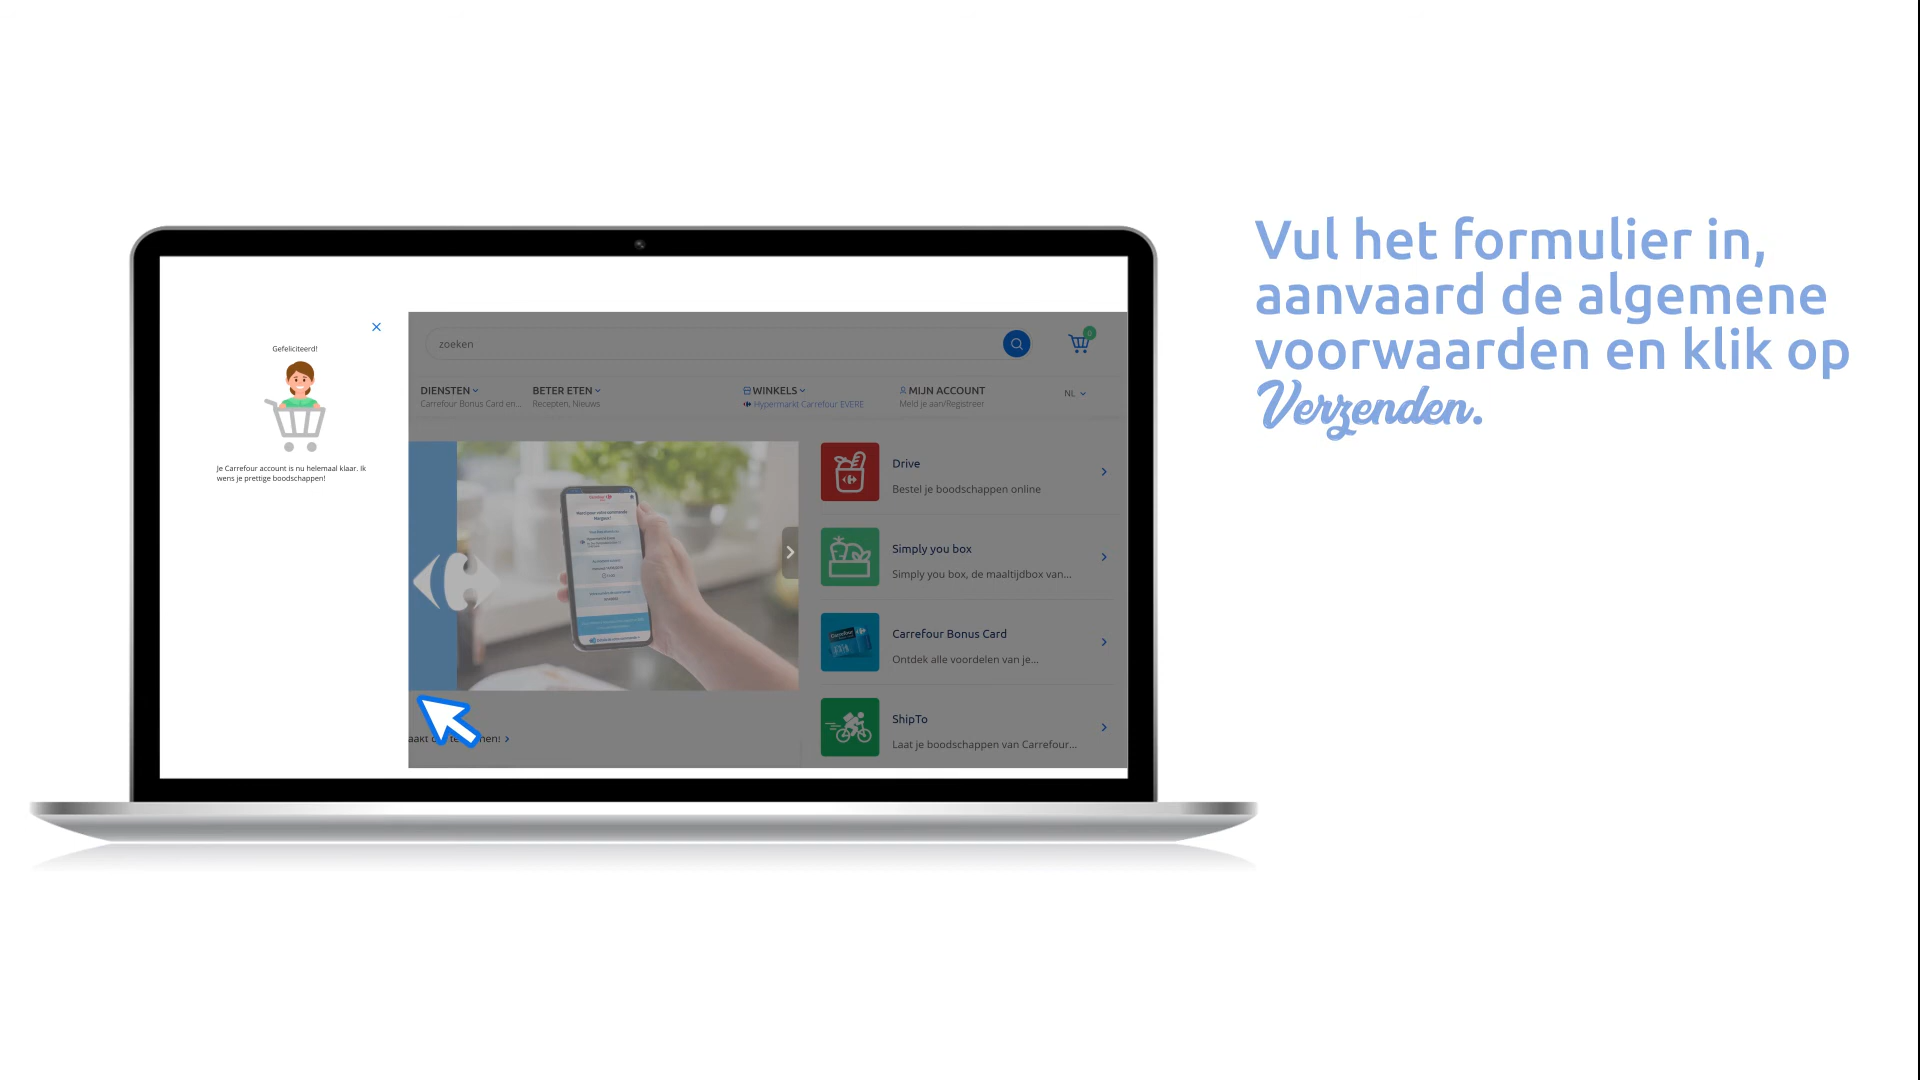 Vul het formulier in,
aanvaard de algemene
voorwaarden en klik op
Verzenden.
Gefeliciteerd!
Je Carrefour account is nu helemaal klaar. Ik
wens je prettige boodschappen!
zoeken
0
DIENSTEN
Carrefour Bonus Card en...
BETER ETEN
Recepten, Nieuws
WINKELS
Hypermarkt Carrefour EVERE
MIJN ACCOUNT
Meld je aan/Registreer
NL
Drive
Bestel je boodschappen online
Simply you box
Simply you box, de maaltijdbox van...
Carrefour Bonus Card
Ontdek alle voordelen van je...
ShipTo
Laat je boodschappen van Carrefour...